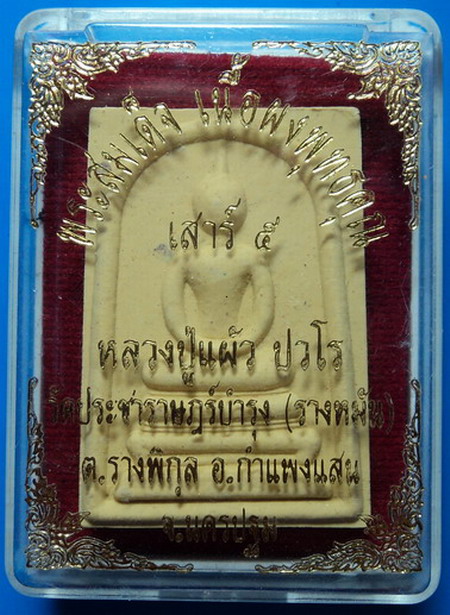 พระสมเด็จ เนื้อผงพุทธคุณ
เสาร์ ๕
หลวงปู่แผ้ว ปวโร
วัดประชาราษฎร์บำรุง (รางหมัน)
ต.รางพิกุล อ.กำแพงแสน
จ.นครปฐม